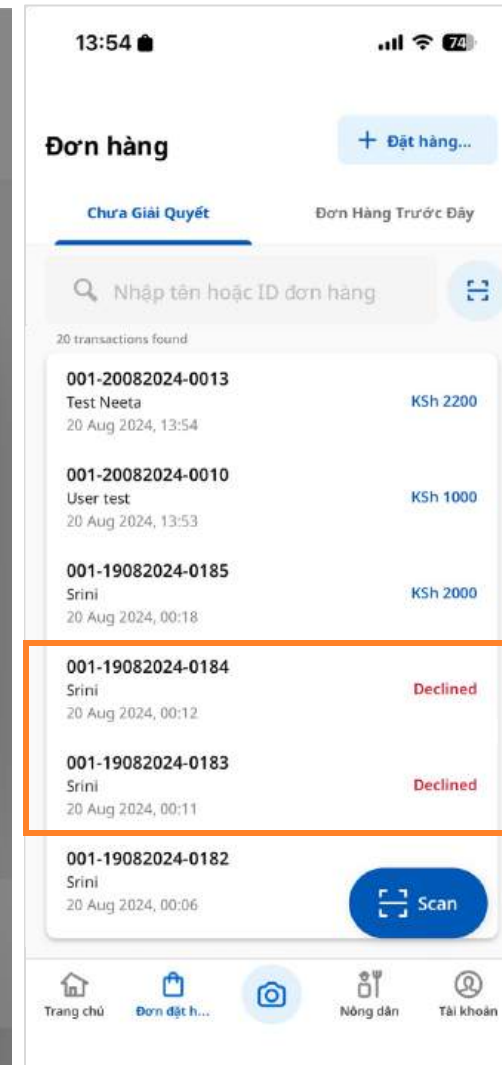 13:54
74
Đơn hàng
+ Đặt hàng...
Chưa Giải Quyết
Đơn Hàng Trước Đây
Nhập tên hoặc ID đơn hàng
20 transactions found
001-20082024-0013
Test Neeta
KSh 2200
20 Aug 2024, 13:54
001-20082024-0010
User test
KSh 1000
20 Aug 2024, 13:53
001-19082024-0185
Srini
KSh 2000
20 Aug 2024, 00:18
001-19082024-0184
Srini
Declined
20 Aug 2024, 00:12
001-19082024-0183
Srini
Declined
20 Aug 2024, 00:11
001-19082024-0182
Srini
20 Aug 2024, 00:06
Scan
Trang chủ
Đơn đặt h...
Nông dân
Tài khoản